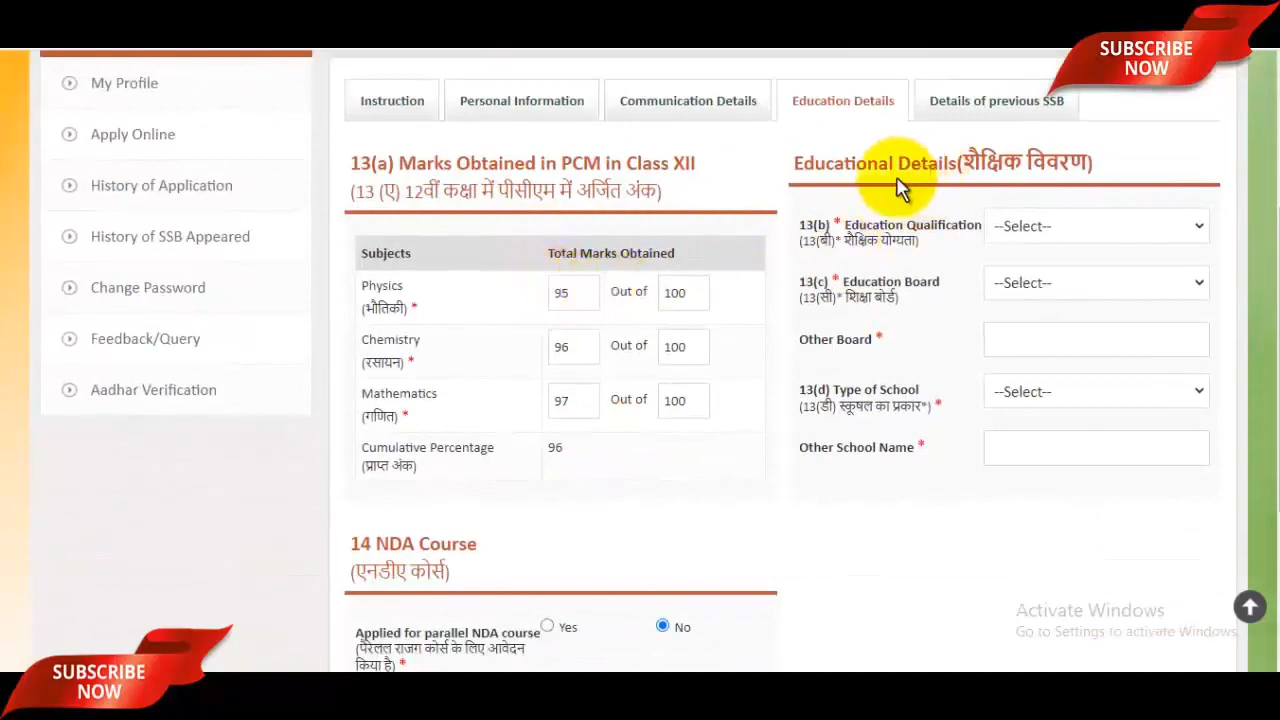 SUBSCRIBE
NOW
My Profile
Apply Online
History of Application
History of SSB Appeared
Change Password
Feedback/Query
Aadhar Verification
Instruction
Personal Information
Communication Details
Education Details
Details of previous SSB
13(a) Marks Obtained in PCM in Class XII
(13 (ए) 12वीं कक्षा में पीसीएम में अर्जित अंक)
Subjects Total Marks Obtained
Physics
(भौतिकी) *
95 Out of 100
Chemistry
(रसायन) *
96 Out of 100
Mathematics
(गणित) *
97 Out of 100
Cumulative Percentage
(प्राप्त अंक)
96
Educational Details(शैक्षिक विवरण)
13(b) * Education Qualification
(13(बी)* शैक्षिक योग्यता)
--Select--
13(c) * Education Board
(13(सी)* शिक्षा बोर्ड)
--Select--
Other Board *
13(d) Type of School
(13(डी) स्कूषल का प्रकार*) *
--Select--
Other School Name *
14 NDA Course
(एनडीए कोर्स)
Applied for parallel NDA course
(पैरेलल राजग कोर्स के लिए आवेदन
किया है) *
Yes
No
Activate Windows
Go to Settings to activate Windows.
SUBSCRIBE
NOW